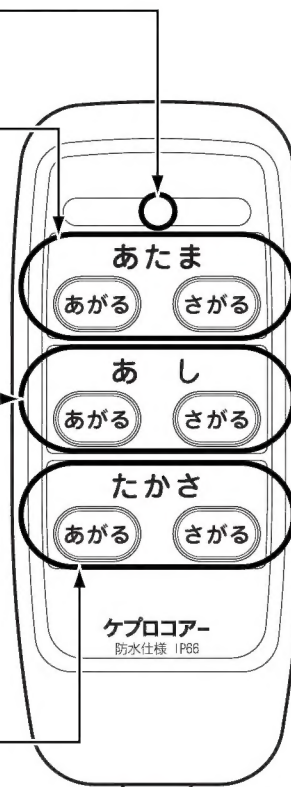 あたま
あがる さがる
あし
あがる さがる
たかさ
あがる さがる
ケプロコアー
防水仕様 IP66